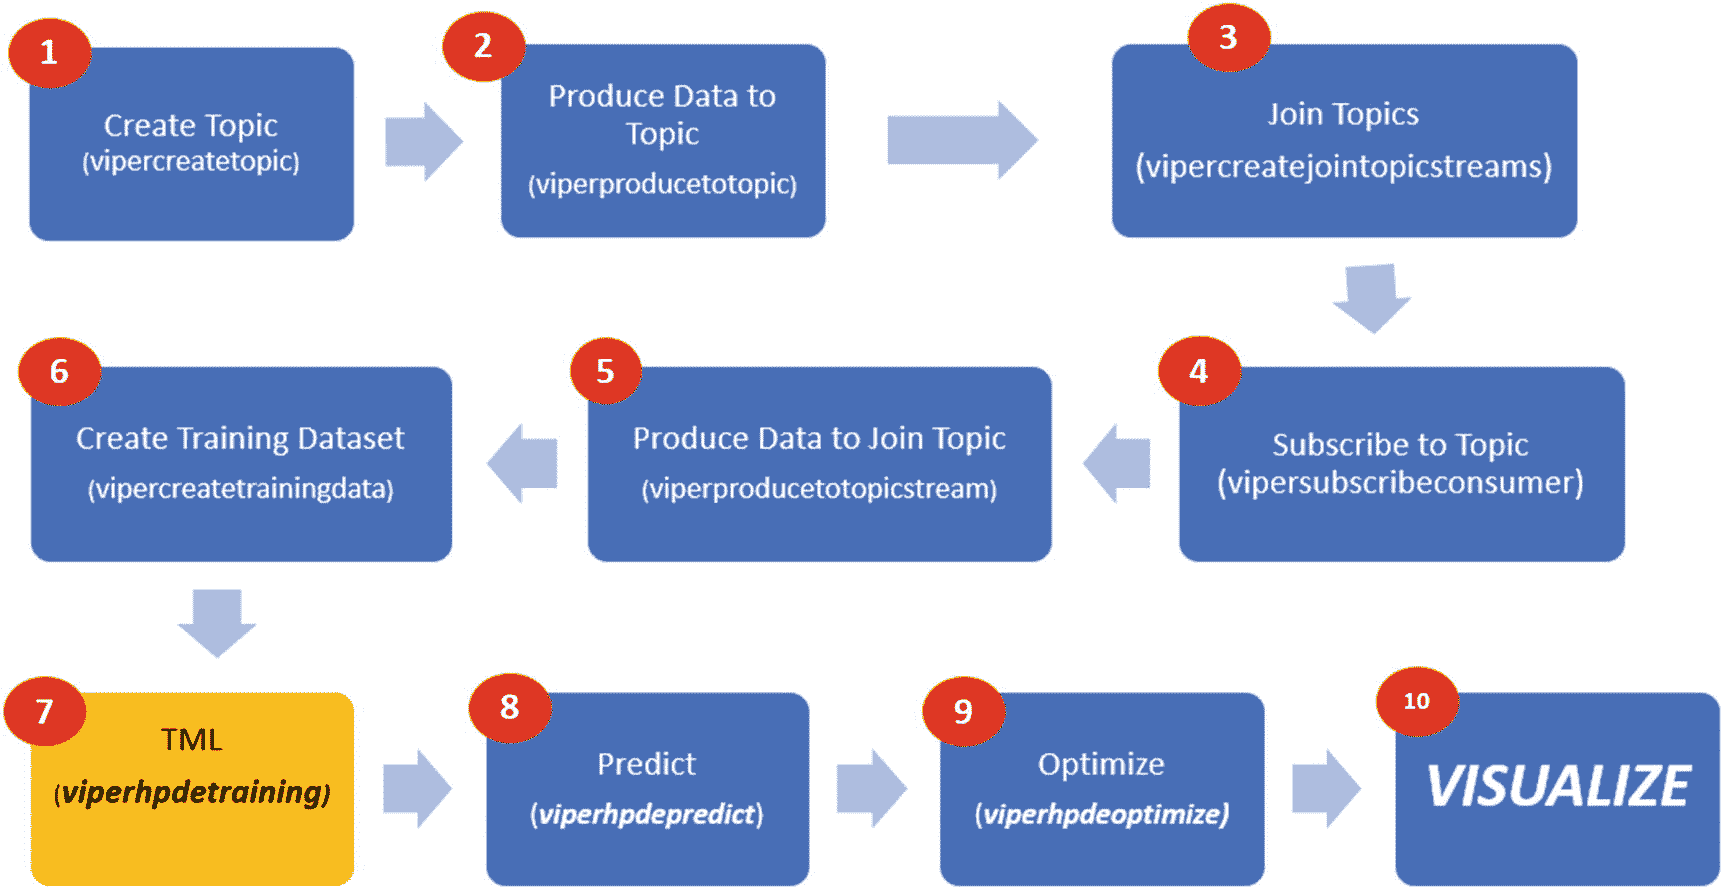 1
Create Topic
(vipercreatetopic)
2
Produce Data to
Topic
(viperproducetotopic)
3
Join Topics
(vipercreatejointopicstreams)
4
Subscribe to Topic
(vipersubscribeconsumer)
5
Produce Data to Join Topic
(viperproducetotopicstream)
6
Create Training Dataset
(vipercreatetrainingdata)
7
TML
(viperhpdetraining)
8
Predict
(viperhpdepredict)
9
Optimize
(viperhpdeoptimize)
10
VISUALIZE